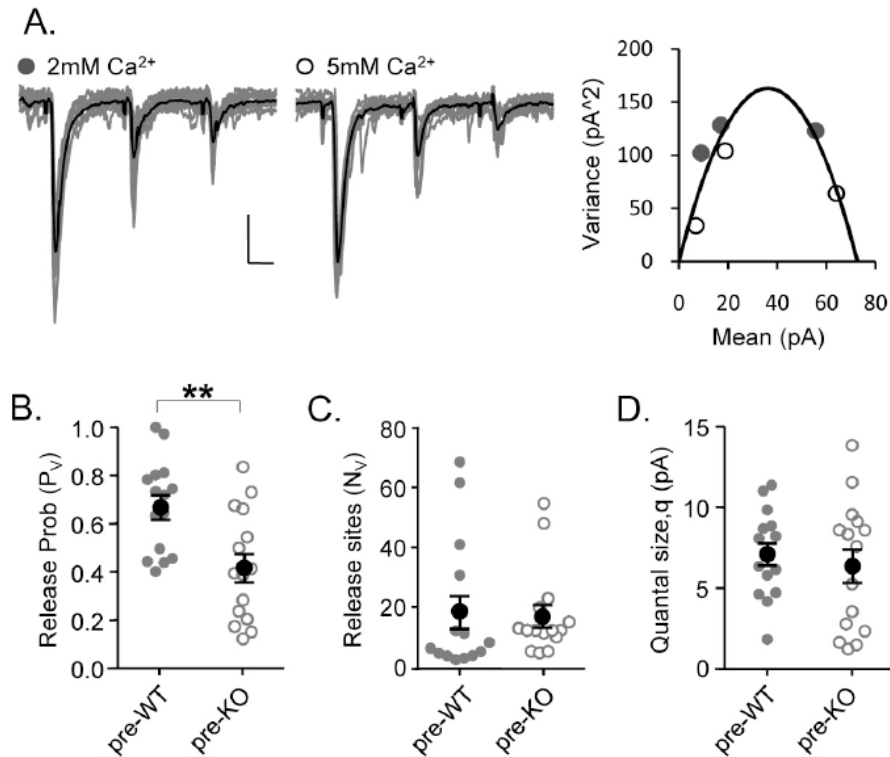 A.
2mM Ca²⁺
5mM Ca²⁺
Variance (pA^2)
200
150
100
50
0
0 20 40 60 80
Mean (pA)
B.
**
Release Prob (Pᵥ)
1.0
0.8
0.6
0.4
0.2
0.0
pre-WT
pre-KO
C.
Release sites (Nᵥ)
80
60
40
20
0
pre-WT
pre-KO
D.
Quantal size,q (pA)
15
10
5
0
pre-WT
pre-KO